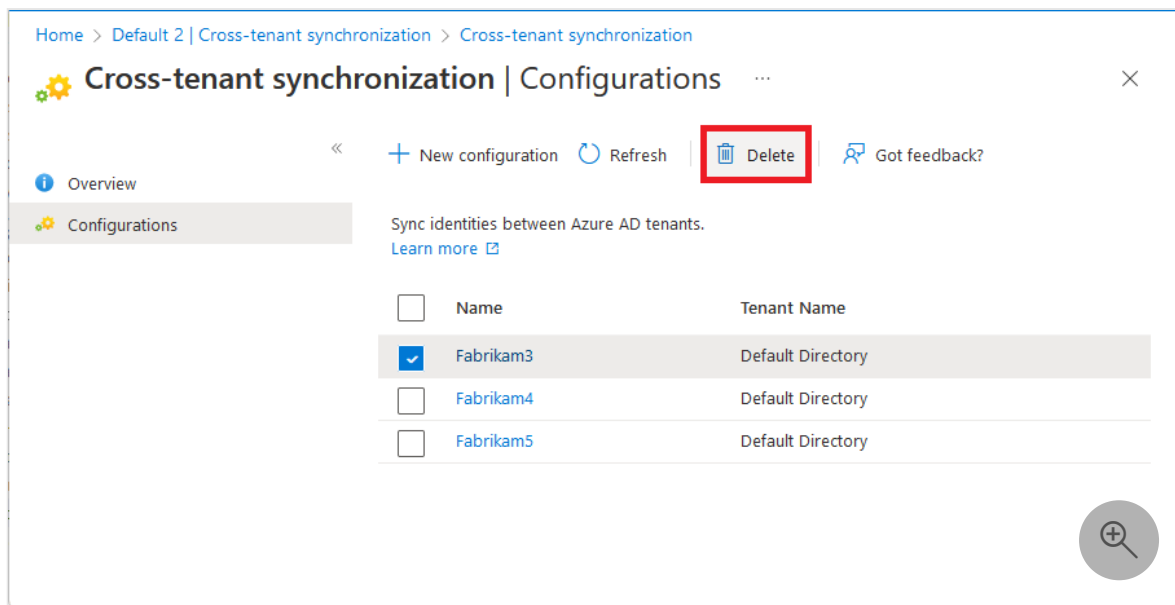 Home > Default 2 | Cross-tenant synchronization > Cross-tenant synchronization
Cross-tenant synchronization | Configurations ...
« + New configuration Refresh Delete Got feedback?
Overview
Configurations
Sync identities between Azure AD tenants.
Learn more
Name Tenant Name
Fabrikam3 Default Directory
Fabrikam4 Default Directory
Fabrikam5 Default Directory